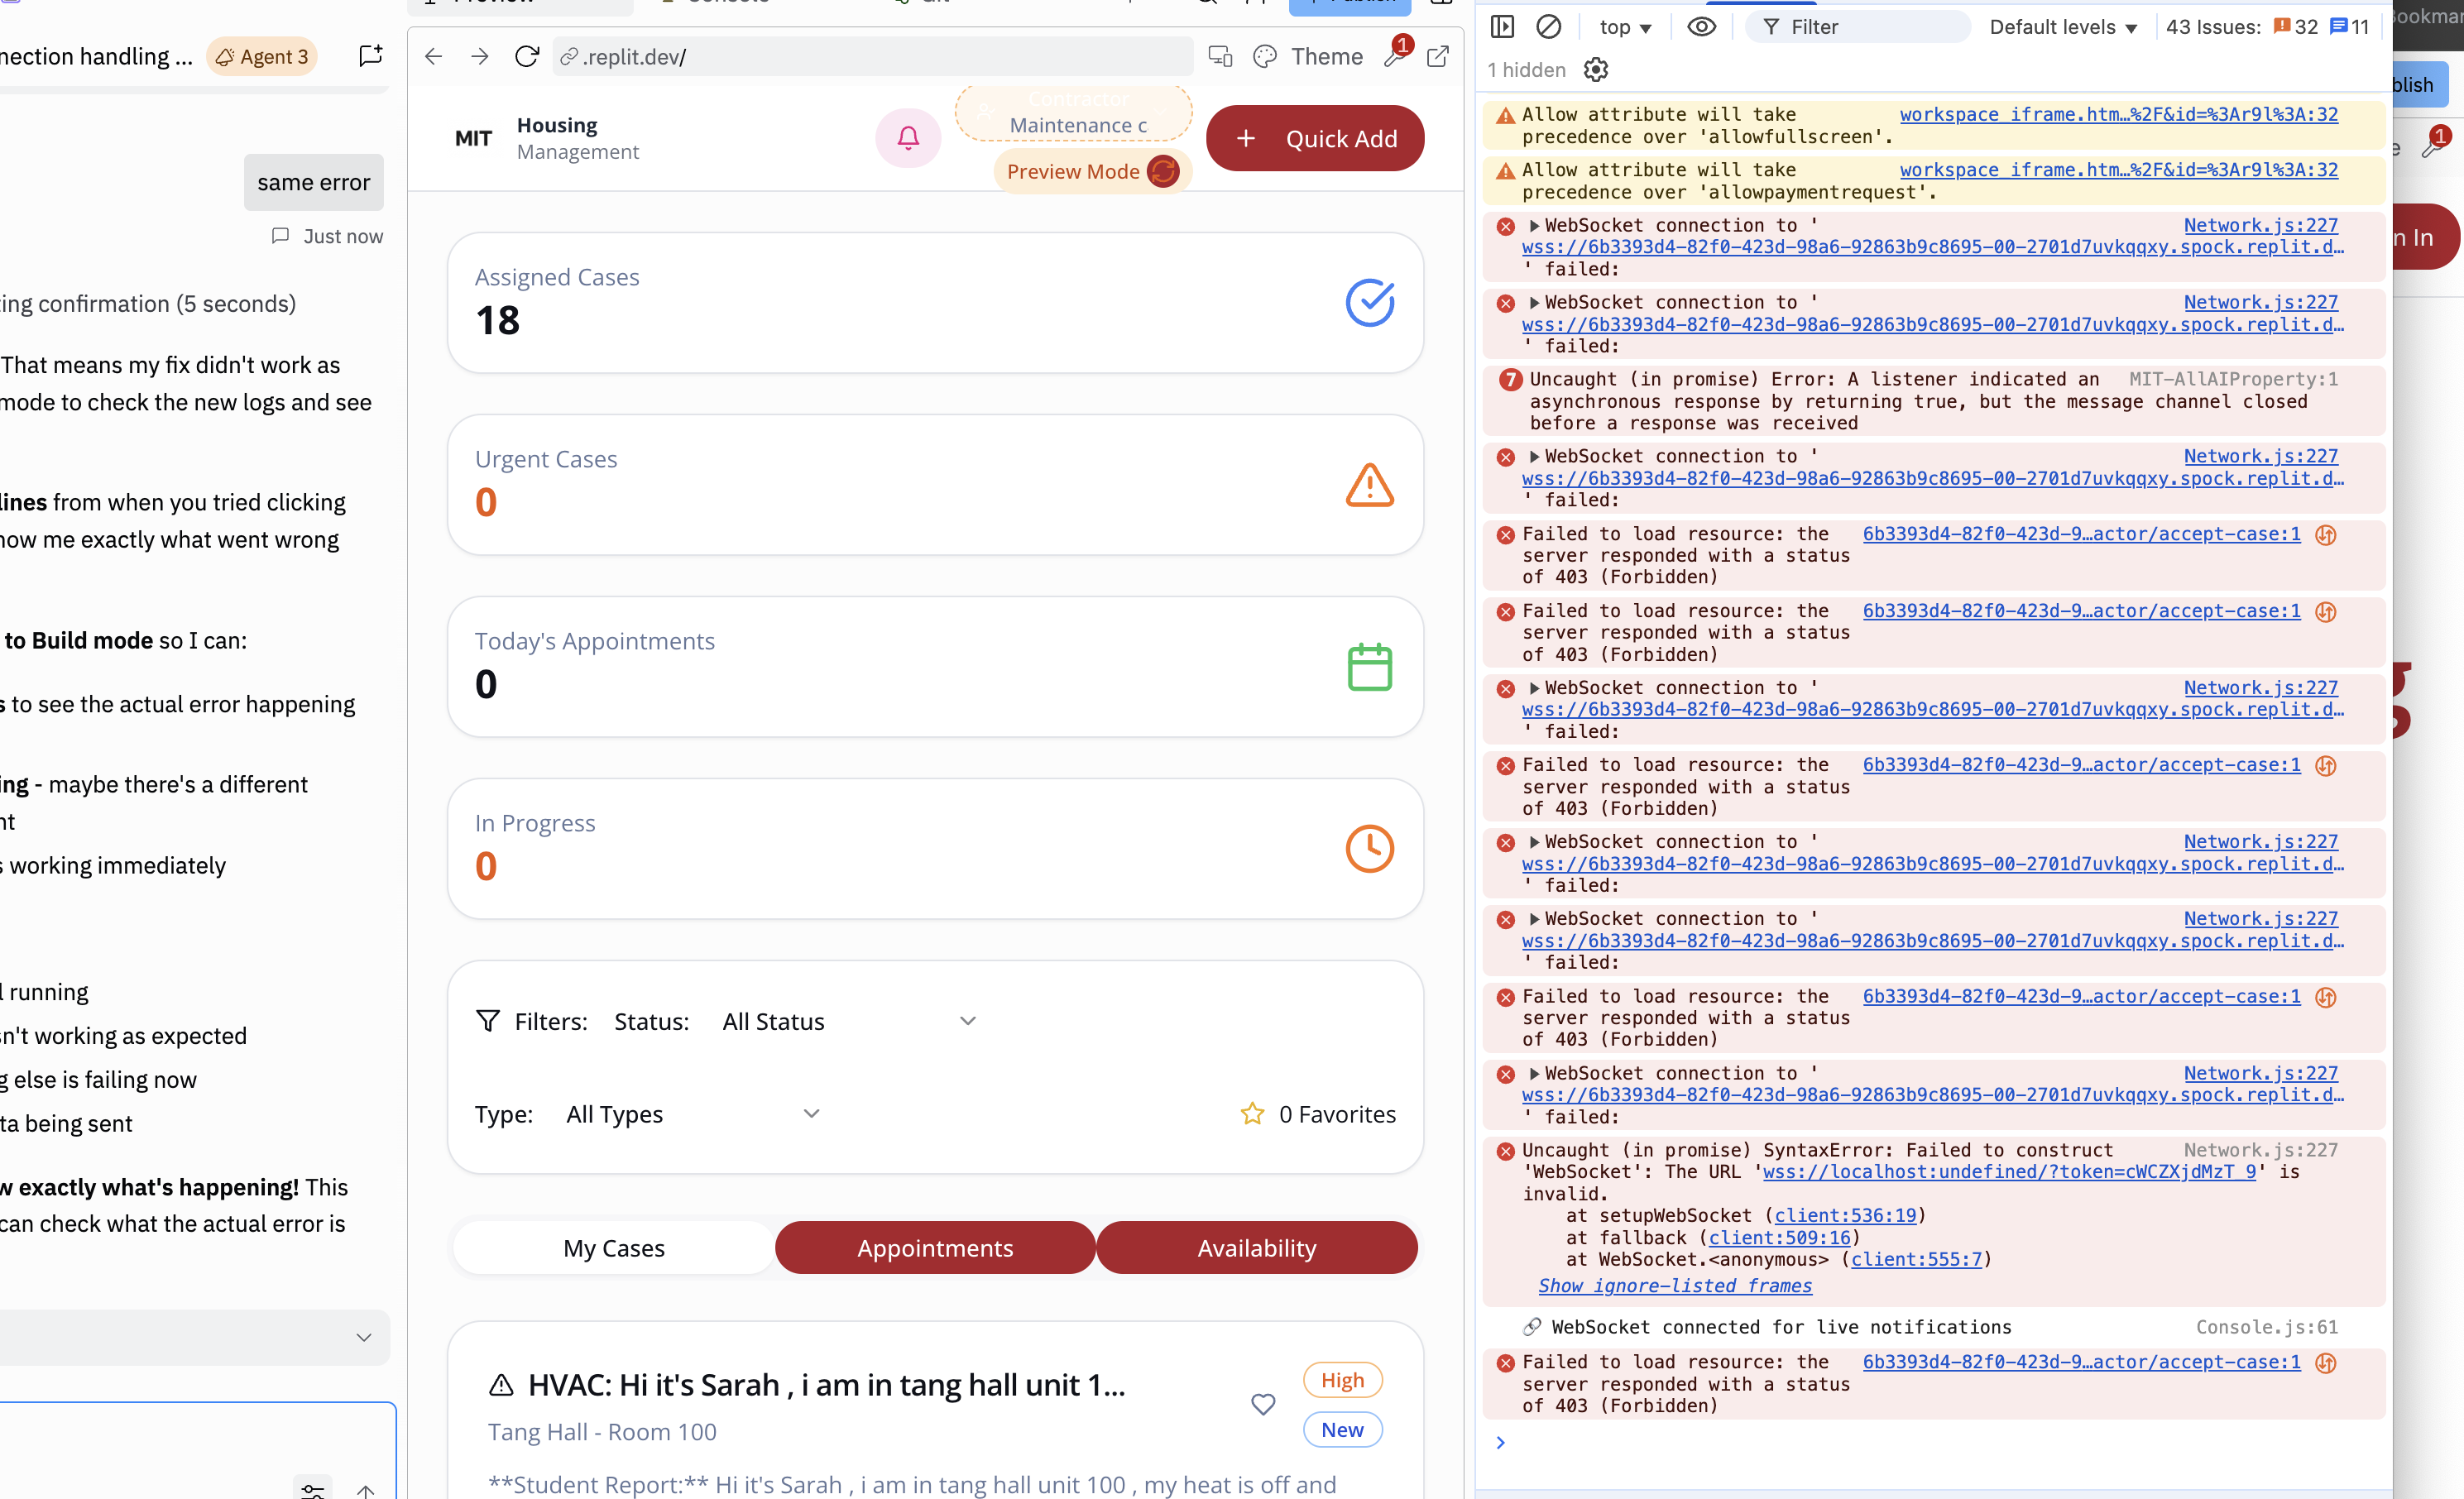 nection handling ...
Agent 3
same error
Just now
ing confirmation (5 seconds)
That means my fix didn't work as
mode to check the new logs and see
lines from when you tried clicking
now me exactly what went wrong
to Build mode so I can:
s to see the actual error happening
ing - maybe there's a different
nt
s working immediately
l running
sn't working as expected
g else is failing now
ta being sent
w exactly what's happening! This
can check what the actual error is
.replit.dev/
Theme
1
MIT
Housing
Management
Contractor
Maintenance c
Preview Mode
+ Quick Add
Assigned Cases
18
Urgent Cases
0
Today's Appointments
0
In Progress
0
Filters: Status: All Status
Type: All Types
0 Favorites
My Cases
Appointments
Availability
HVAC: Hi it's Sarah , i am in tang hall unit 1...
High
Tang Hall - Room 100
New
**Student Report:** Hi it's Sarah , i am in tang hall unit 100 , my heat is off and
top
Filter
Default levels
43 Issues: 32 11
1 hidden
Allow attribute will take workspace_iframe.htm…%2F&id=%3Ar9l%3A:32
precedence over 'allowfullscreen'.
Allow attribute will take workspace_iframe.htm…%2F&id=%3Ar9l%3A:32
precedence over 'allowpaymentrequest'.
WebSocket connection to ' Network.js:227
wss://6b3393d4-82f0-423d-98a6-92863b9c8695-00-2701d7uvkqqxy.spock.replit.d…
' failed:
WebSocket connection to ' Network.js:227
wss://6b3393d4-82f0-423d-98a6-92863b9c8695-00-2701d7uvkqqxy.spock.replit.d…
' failed:
7 Uncaught (in promise) Error: A listener indicated an MIT-AllAIProperty:1
asynchronous response by returning true, but the message channel closed
before a response was received
WebSocket connection to ' Network.js:227
wss://6b3393d4-82f0-423d-98a6-92863b9c8695-00-2701d7uvkqqxy.spock.replit.d…
' failed:
Failed to load resource: the 6b3393d4-82f0-423d-9…actor/accept-case:1
server responded with a status
of 403 (Forbidden)
Failed to load resource: the 6b3393d4-82f0-423d-9…actor/accept-case:1
server responded with a status
of 403 (Forbidden)
WebSocket connection to ' Network.js:227
wss://6b3393d4-82f0-423d-98a6-92863b9c8695-00-2701d7uvkqqxy.spock.replit.d…
' failed:
Failed to load resource: the 6b3393d4-82f0-423d-9…actor/accept-case:1
server responded with a status
of 403 (Forbidden)
WebSocket connection to ' Network.js:227
wss://6b3393d4-82f0-423d-98a6-92863b9c8695-00-2701d7uvkqqxy.spock.replit.d…
' failed:
WebSocket connection to ' Network.js:227
wss://6b3393d4-82f0-423d-98a6-92863b9c8695-00-2701d7uvkqqxy.spock.replit.d…
' failed:
Failed to load resource: the 6b3393d4-82f0-423d-9…actor/accept-case:1
server responded with a status
of 403 (Forbidden)
WebSocket connection to ' Network.js:227
wss://6b3393d4-82f0-423d-98a6-92863b9c8695-00-2701d7uvkqqxy.spock.replit.d…
' failed:
Uncaught (in promise) SyntaxError: Failed to construct Network.js:227
'WebSocket': The URL 'wss://localhost:undefined/?token=cWCZXjdMzT_9' is
invalid.
at setupWebSocket (client:536:19)
at fallback (client:509:16)
at WebSocket.<anonymous> (client:555:7)
Show ignore-listed frames
WebSocket connected for live notifications Console.js:61
Failed to load resource: the 6b3393d4-82f0-423d-9…actor/accept-case:1
server responded with a status
of 403 (Forbidden)
ookmar
blish
e
1
n In
g